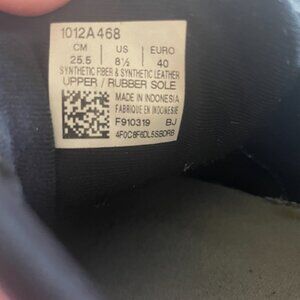 1012A468
CM US EURO
25.5 8½ 40
SYNTHETIC FIBER & SYNTHETIC LEATHER
UPPER / RUBBER SOLE
MADE IN INDONESIA
FABRIQUE EN INDONESIE
F910319 BJ